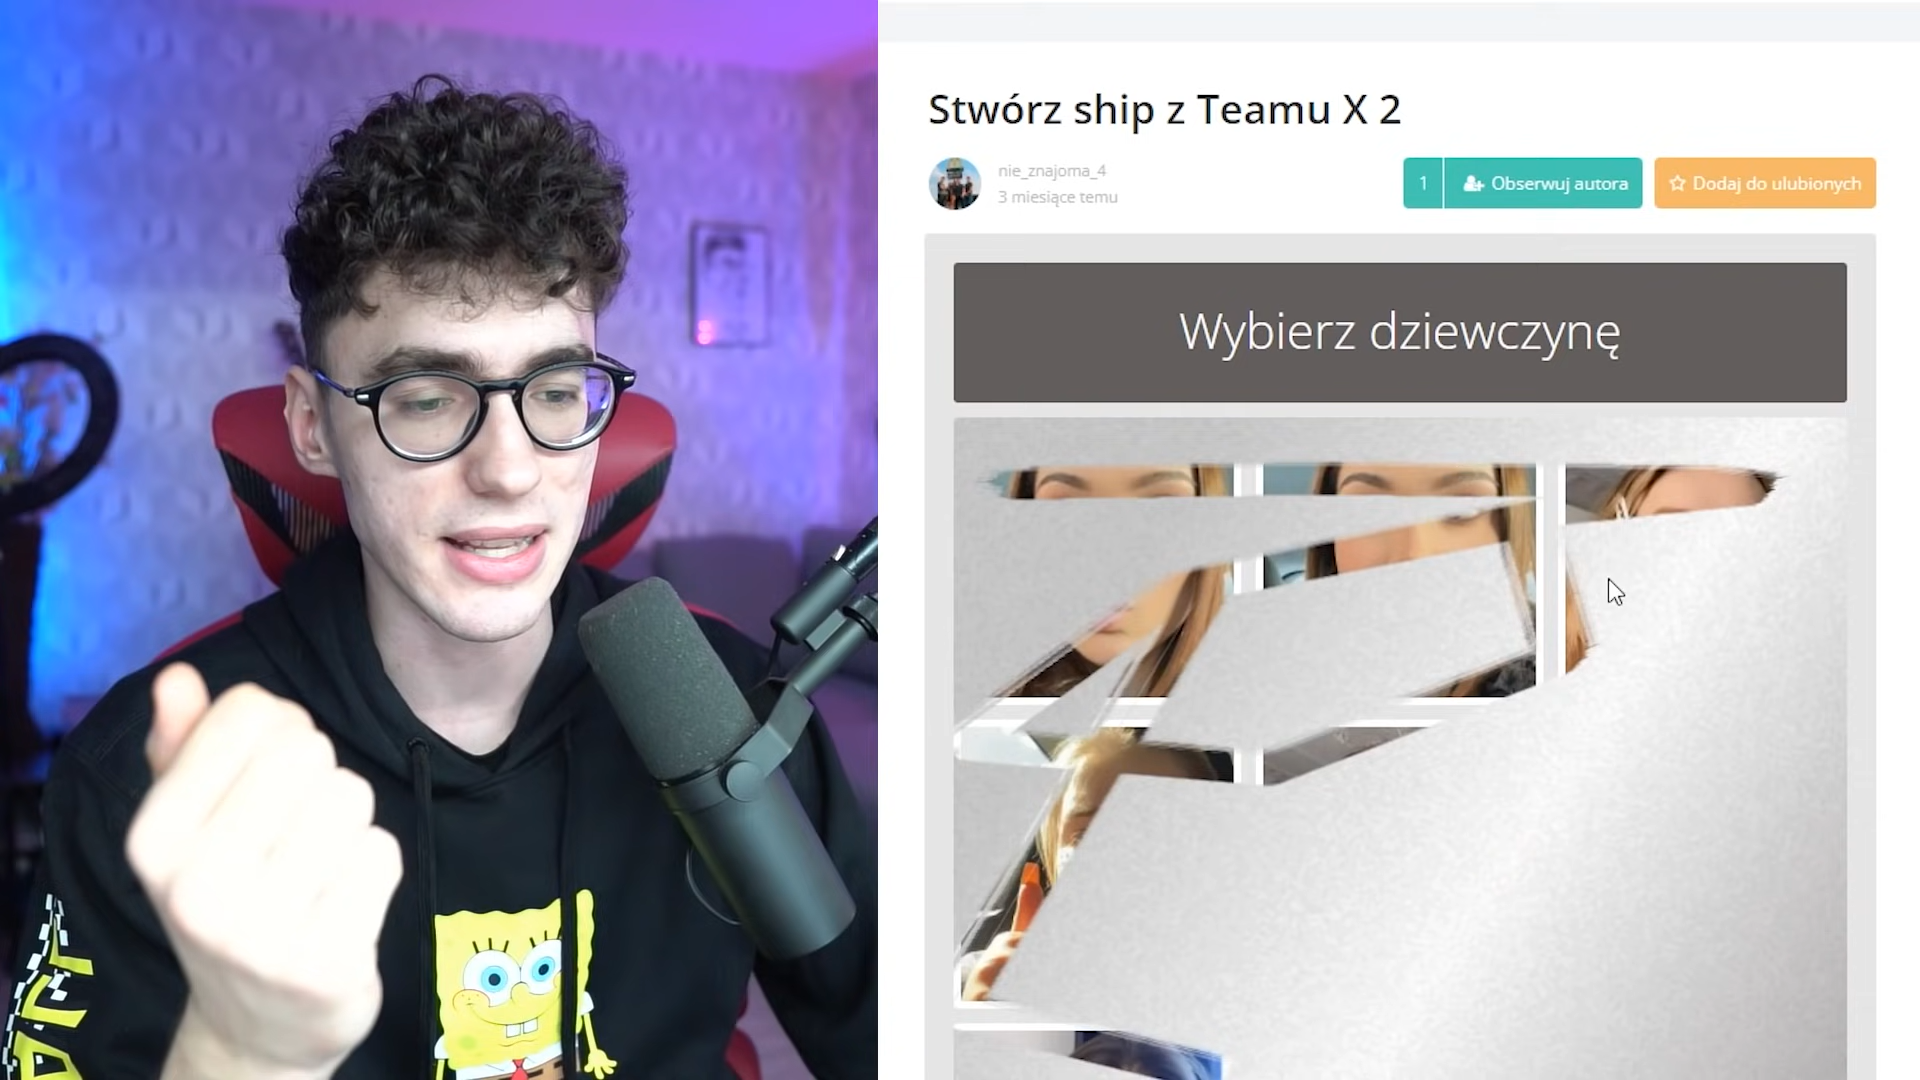 Stwórz ship z Teamu X 2
nie_znajoma_4
3 miesiące temu
1
Obserwuj autora
Dodaj do ulubionych
Wybierz dziewczynę